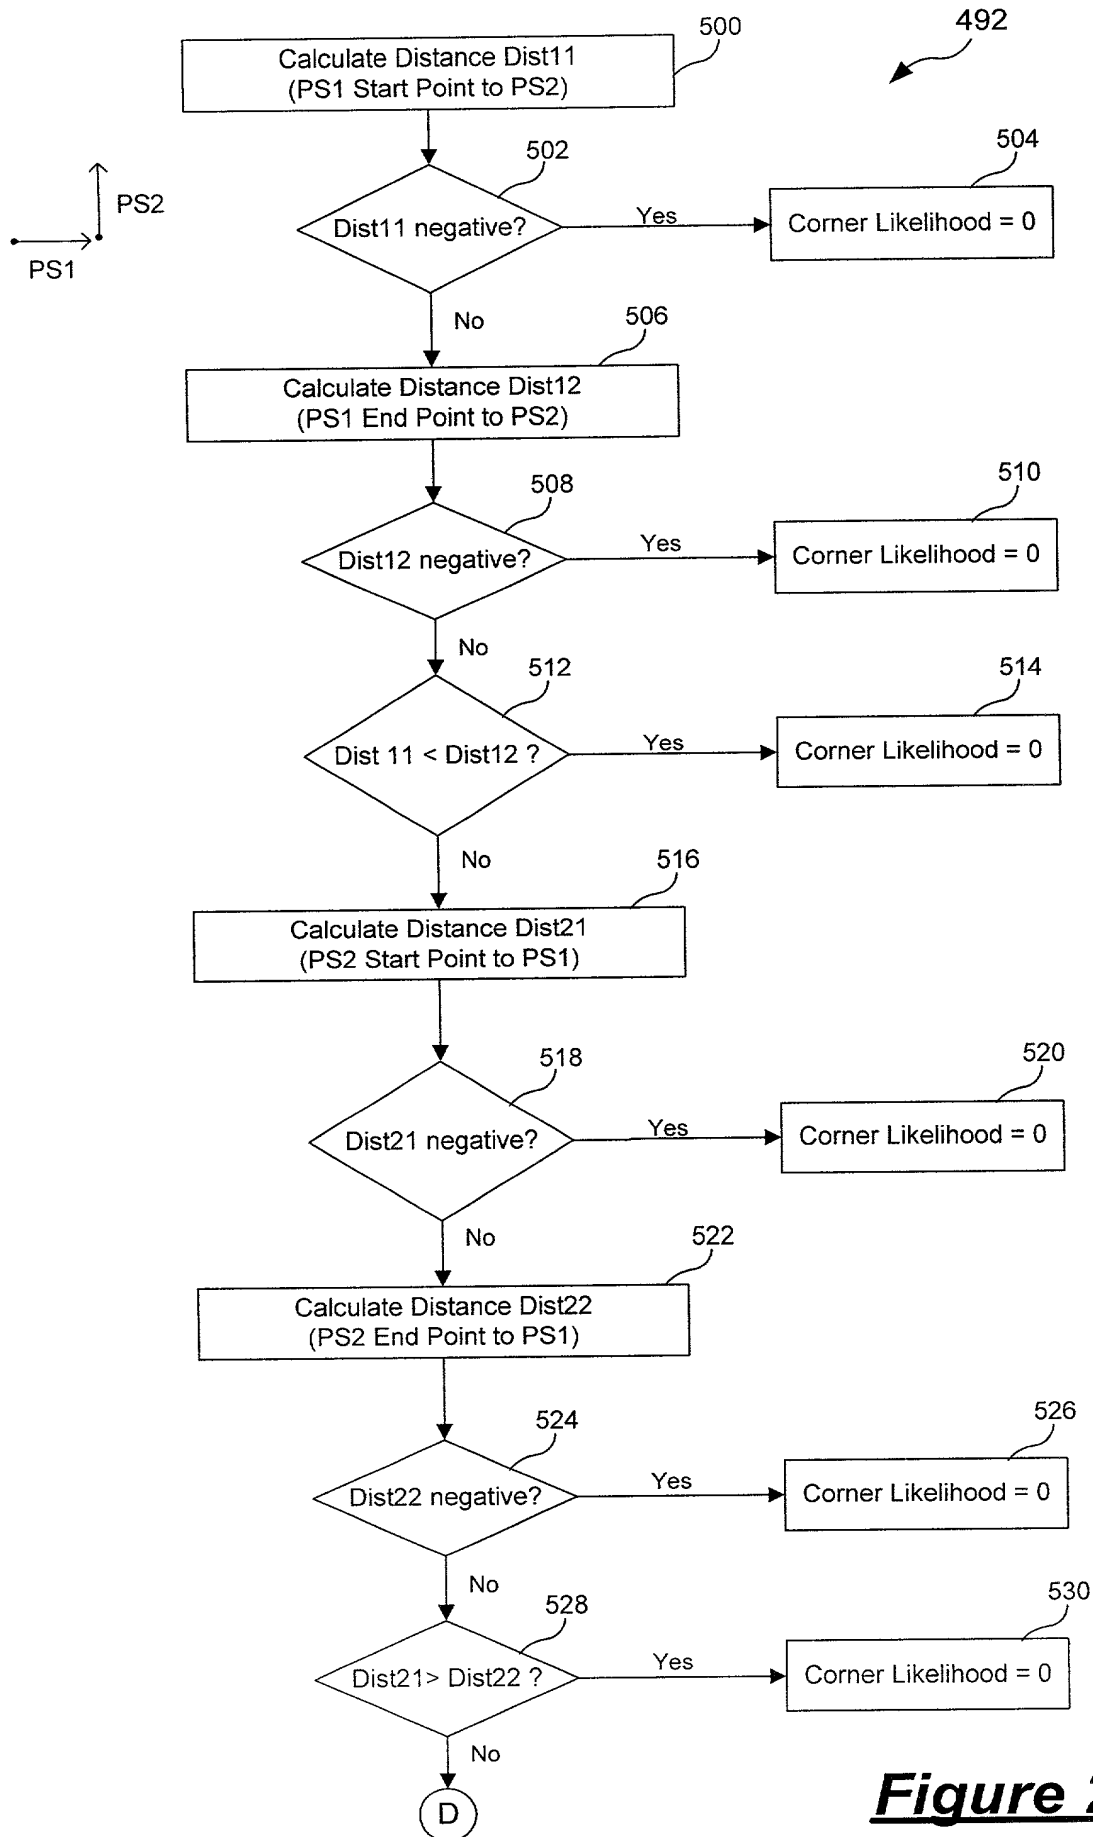 492
500
Calculate Distance Dist11
(PS1 Start Point to PS2)
502
504
PS2
PS1
Dist11 negative?
Yes
Corner Likelihood = 0
No
506
Calculate Distance Dist12
(PS1 End Point to PS2)
508
510
Dist12 negative?
Yes
Corner Likelihood = 0
No
512
514
Dist 11 < Dist12 ?
Yes
Corner Likelihood = 0
No
516
Calculate Distance Dist21
(PS2 Start Point to PS1)
518
520
Dist21 negative?
Yes
Corner Likelihood = 0
No
522
Calculate Distance Dist22
(PS2 End Point to PS1)
524
526
Dist22 negative?
Yes
Corner Likelihood = 0
No
528
530
Dist21> Dist22 ?
Yes
Corner Likelihood = 0
No
D
Figure